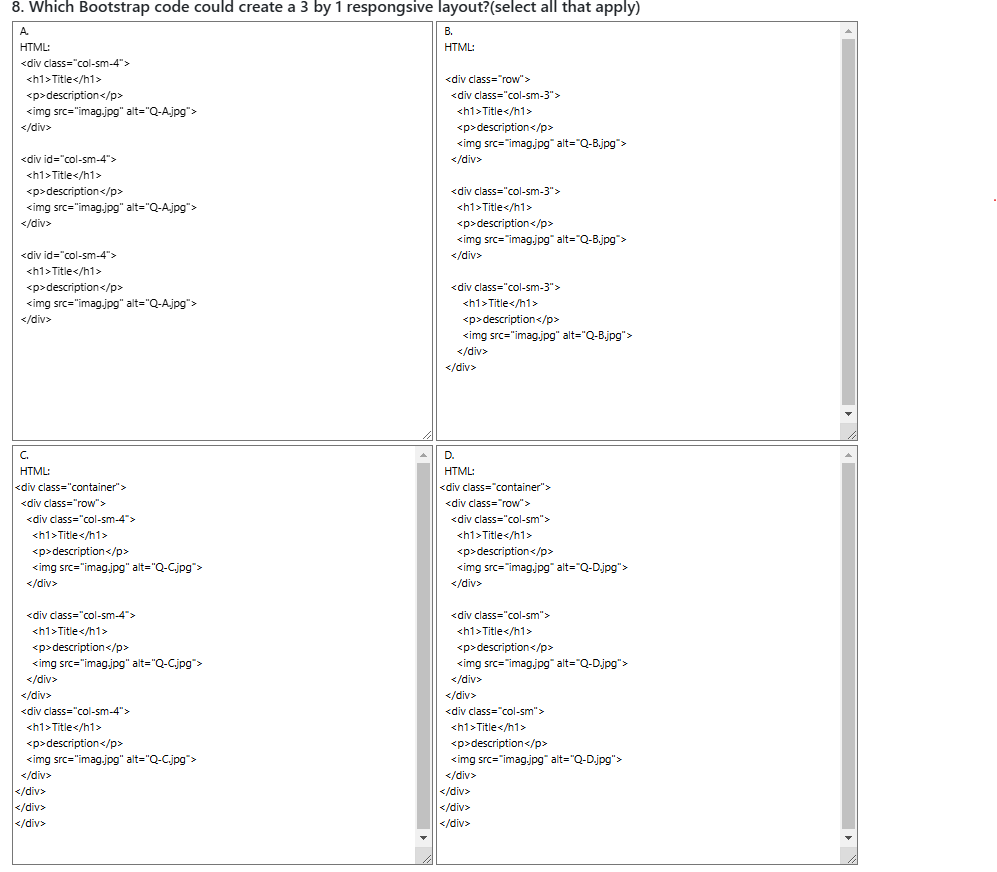 8. Which Bootstrap code could create a 3 by 1 respongsive layout?(select all that apply)
A.
HTML:
<div class="col-sm-4">
<h1>Title</h1>
<p>description</p>
<img src="imag.jpg" alt="Q-A.jpg">
</div>
<div id="col-sm-4">
<h1>Title</h1>
<p>description</p>
<img src="imag.jpg" alt="Q-A.jpg">
</div>
<div id="col-sm-4">
<h1>Title</h1>
<p>description</p>
<img src="imag.jpg" alt="Q-A.jpg">
</div>
B.
HTML:
<div class="row">
<div class="col-sm-3">
<h1>Title</h1>
<p>description</p>
<img src="imag.jpg" alt="Q-B.jpg">
</div>
<div class="col-sm-3">
<h1>Title</h1>
<p>description</p>
<img src="imag.jpg" alt="Q-B.jpg">
</div>
<div class="col-sm-3">
<h1>Title</h1>
<p>description</p>
<img src="imag.jpg" alt="Q-B.jpg">
</div>
</div>
C.
HTML:
<div class="container">
<div class="row">
<div class="col-sm-4">
<h1>Title</h1>
<p>description</p>
<img src="imag.jpg" alt="Q-C.jpg">
</div>
<div class="col-sm-4">
<h1>Title</h1>
<p>description</p>
<img src="imag.jpg" alt="Q-C.jpg">
</div>
</div>
<div class="col-sm-4">
<h1>Title</h1>
<p>description</p>
<img src="imag.jpg" alt="Q-C.jpg">
</div>
</div>
</div>
</div>
D.
HTML:
<div class="container">
<div class="row">
<div class="col-sm">
<h1>Title</h1>
<p>description</p>
<img src="imag.jpg" alt="Q-D.jpg">
</div>
<div class="col-sm">
<h1>Title</h1>
<p>description</p>
<img src="imag.jpg" alt="Q-D.jpg">
</div>
</div>
<div class="col-sm">
<h1>Title</h1>
<p>description</p>
<img src="imag.jpg" alt="Q-D.jpg">
</div>
</div>
</div>
</div>